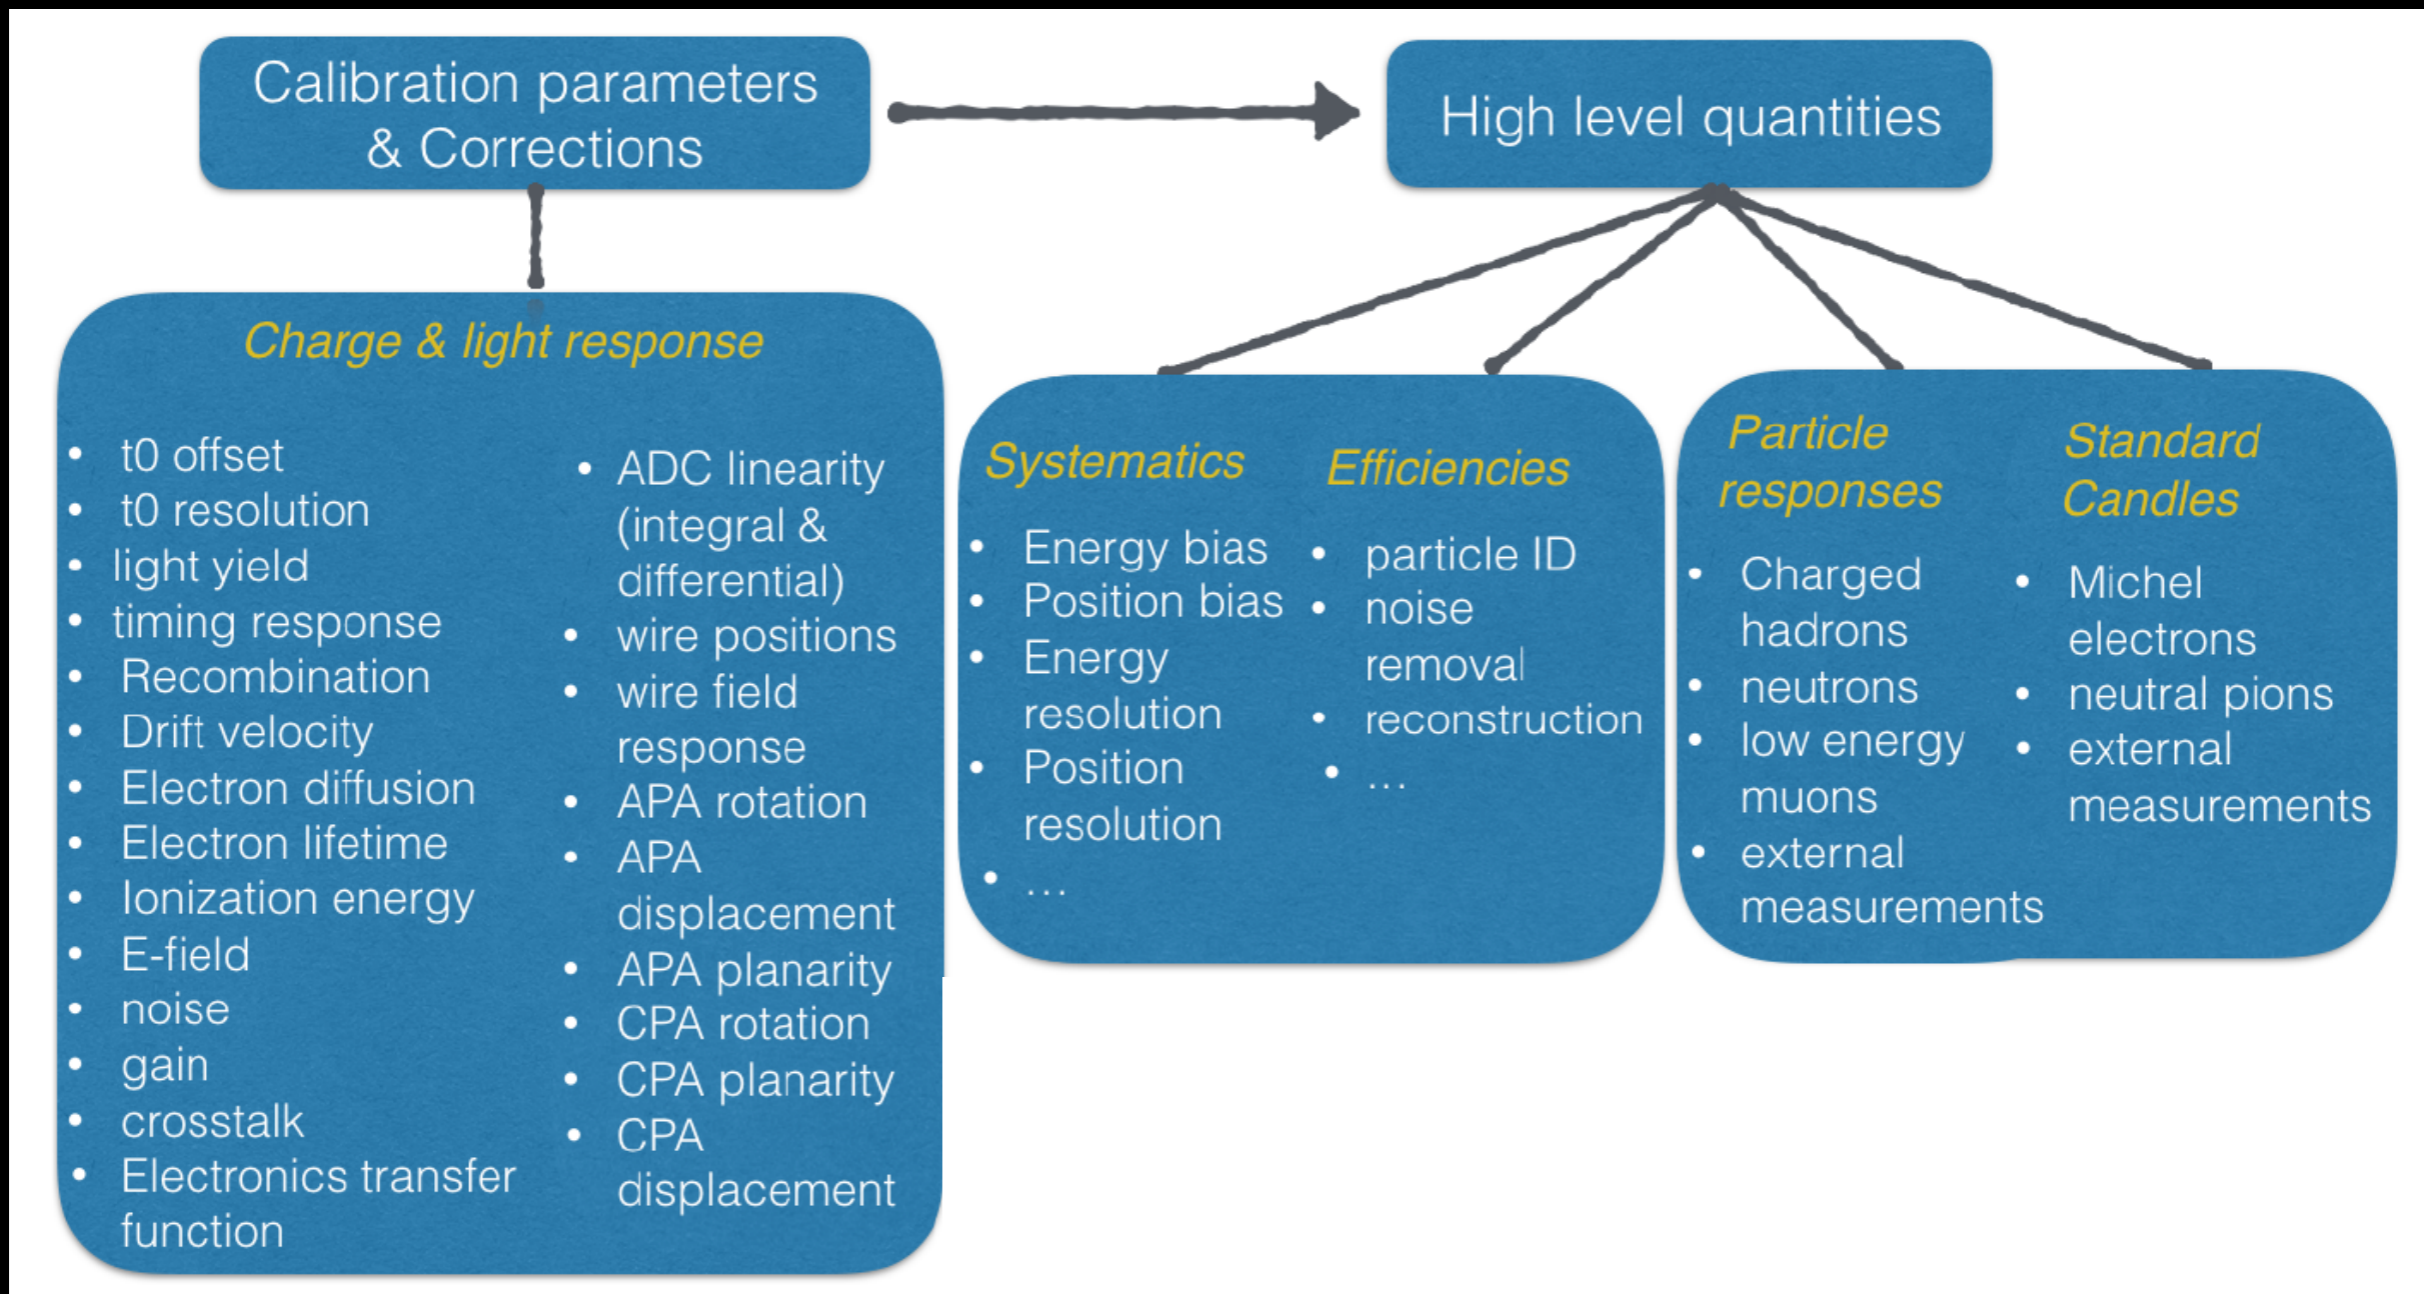 Calibration parameters
& Corrections
High level quantities
Charge & light response
• t0 offset
• t0 resolution
• light yield
• timing response
• Recombination
• Drift velocity
• Electron diffusion
• Electron lifetime
• Ionization energy
• E-field
• noise
• gain
• crosstalk
• Electronics transfer
function
• ADC linearity
(integral &
differential)
• wire positions
• wire field
response
• APA rotation
• APA
displacement
• APA planarity
• CPA rotation
• CPA planarity
• CPA
displacement
Systematics
• Energy bias
• Position bias
• Energy
resolution
• Position
resolution
• ...
Efficiencies
• particle ID
• noise
removal
• reconstruction
• ...
Particle
responses
• Charged
hadrons
• neutrons
• low energy
muons
• external
measurements
Standard
Candles
• Michel
electrons
• neutral pions
• external
measurements